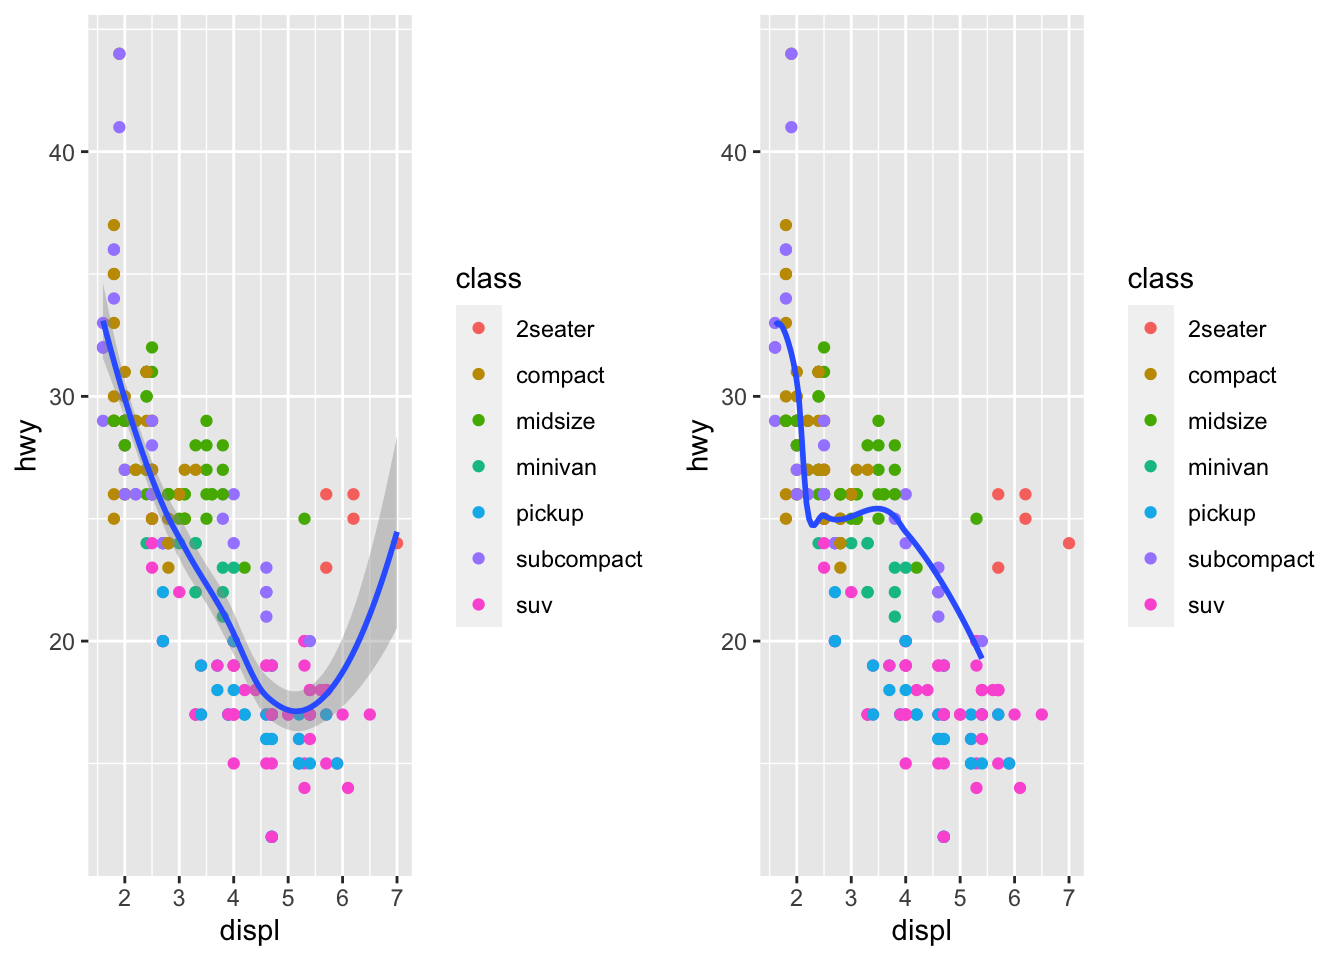 hwy
40
30
20
2 3 4 5 6 7
displ
class
2seater
compact
midsize
minivan
pickup
subcompact
suv
hwy
40
30
20
2 3 4 5 6 7
displ
class
2seater
compact
midsize
minivan
pickup
subcompact
suv